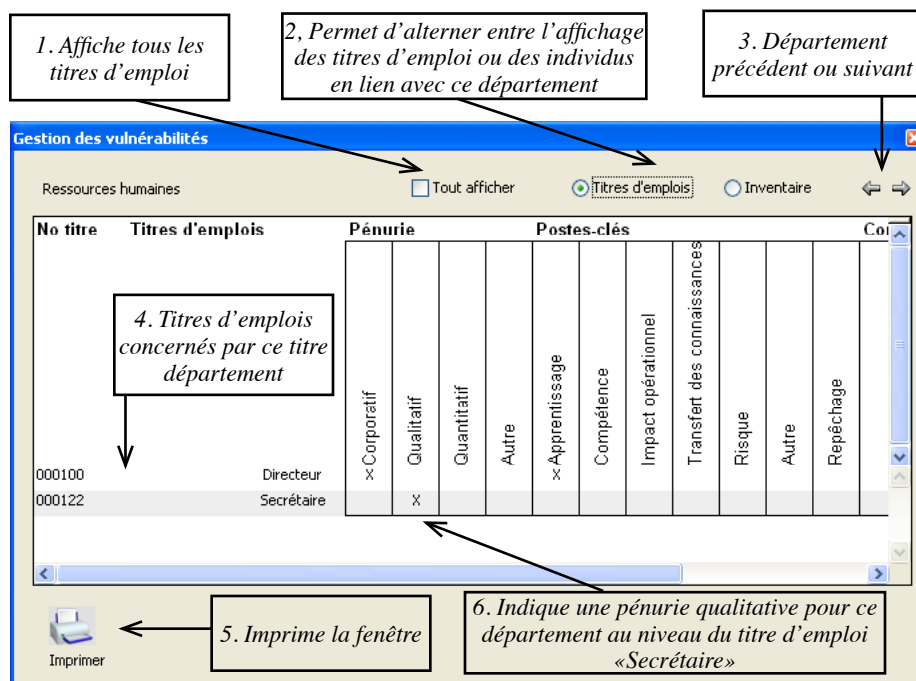 1. Affiche tous les
titres d'emploi
2, Permet d'alterner entre l'affichage
des titres d'emploi ou des individus
en lien avec ce département
3. Département
précédent ou suivant
Gestion des vulnérabilités
Ressources humaines
Tout afficher
Titres d'emplois
Inventaire
No titre
Titres d'emplois
Pénurie
Postes-clés
4. Titres d'emplois
concernés par ce titre
département
Corporatif
Qualitatif
Quantitatif
Autre
Apprentissage
Compétence
Impact opérationnel
Transfert des connaissances
Risque
Autre
Repêchage
000100 Directeur X X
000122 Secrétaire X
Imprimer
5. Imprime la fenêtre
6. Indique une pénurie qualitative pour ce
département au niveau du titre d'emploi
«Secrétaire»